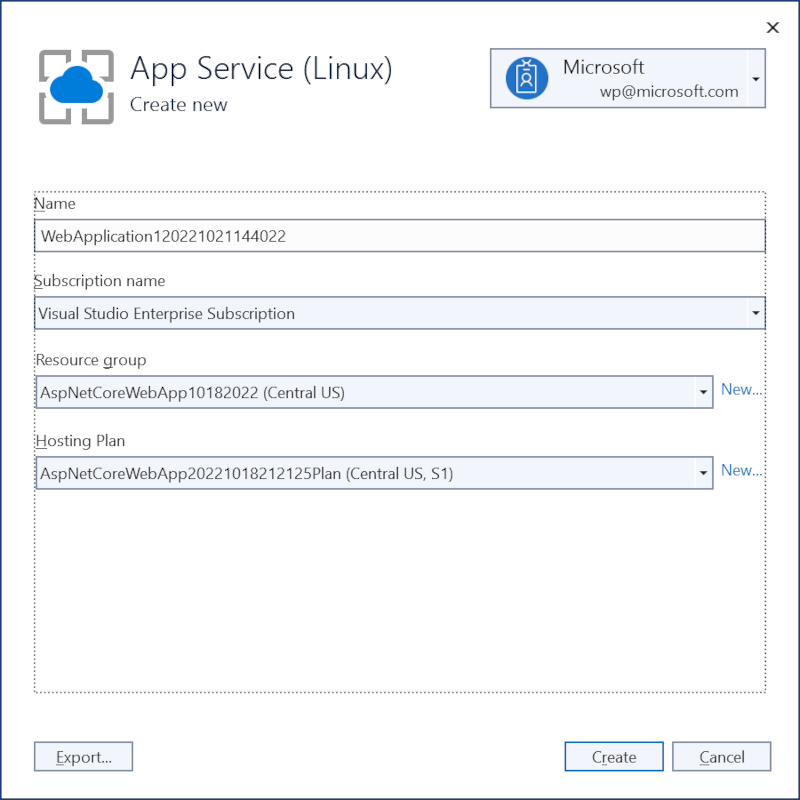 App Service (Linux)
Create new
Microsoft
wp@microsoft.com
Name
WebApplication120221021144022
Subscription name
Visual Studio Enterprise Subscription
Resource group
AspNetCoreWebApp10182022 (Central US)
New...
Hosting Plan
AspNetCoreWebApp20221018212125Plan (Central US, S1)
New...
Export...
Create
Cancel